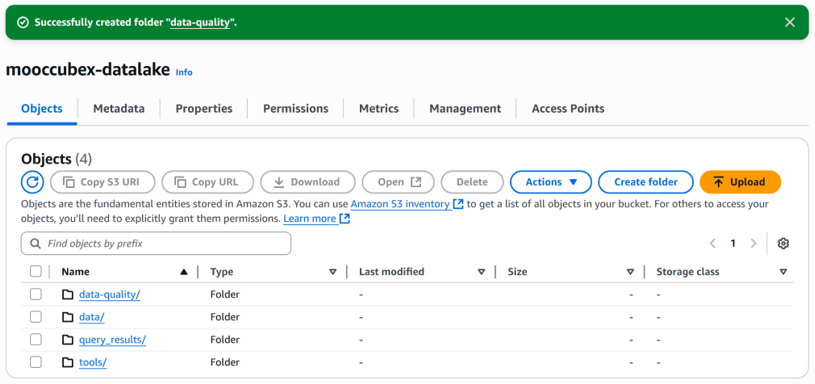 Successfully created folder "data-quality".
mooccubex-datalake Info
Objects Metadata Properties Permissions Metrics Management Access Points
Objects (4)
Copy S3 URI Copy URL Download Open Delete Actions Create folder Upload
Objects are the fundamental entities stored in Amazon S3. You can use Amazon S3 inventory to get a list of all objects in your bucket. For others to access your
objects, you'll need to explicitly grant them permissions. Learn more
Find objects by prefix 1
Name Type Last modified Size Storage class
data-quality/ Folder - - -
data/ Folder - - -
query_results/ Folder - - -
tools/ Folder - - -